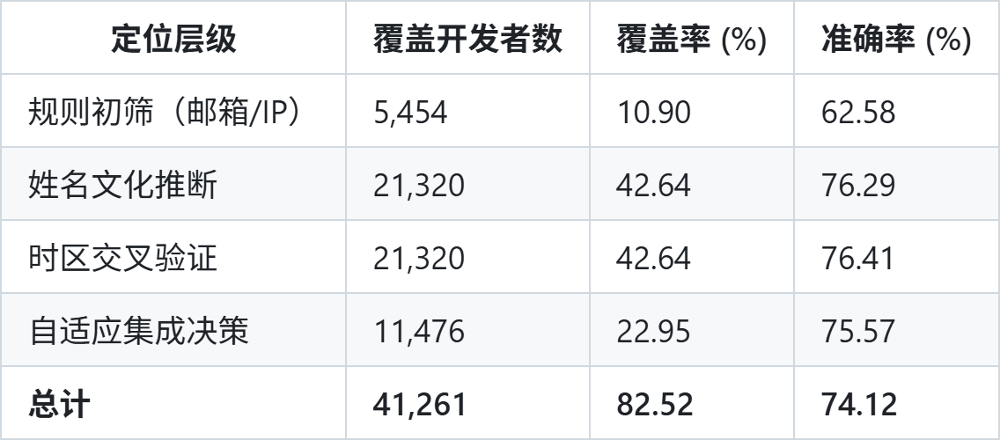 定位层级 覆盖开发者数 覆盖率 (%) 准确率 (%)
规则初筛（邮箱/IP） 5,454 10.90 62.58
姓名文化推断 21,320 42.64 76.29
时区交叉验证 21,320 42.64 76.41
自适应集成决策 11,476 22.95 75.57
总计 41,261 82.52 74.12